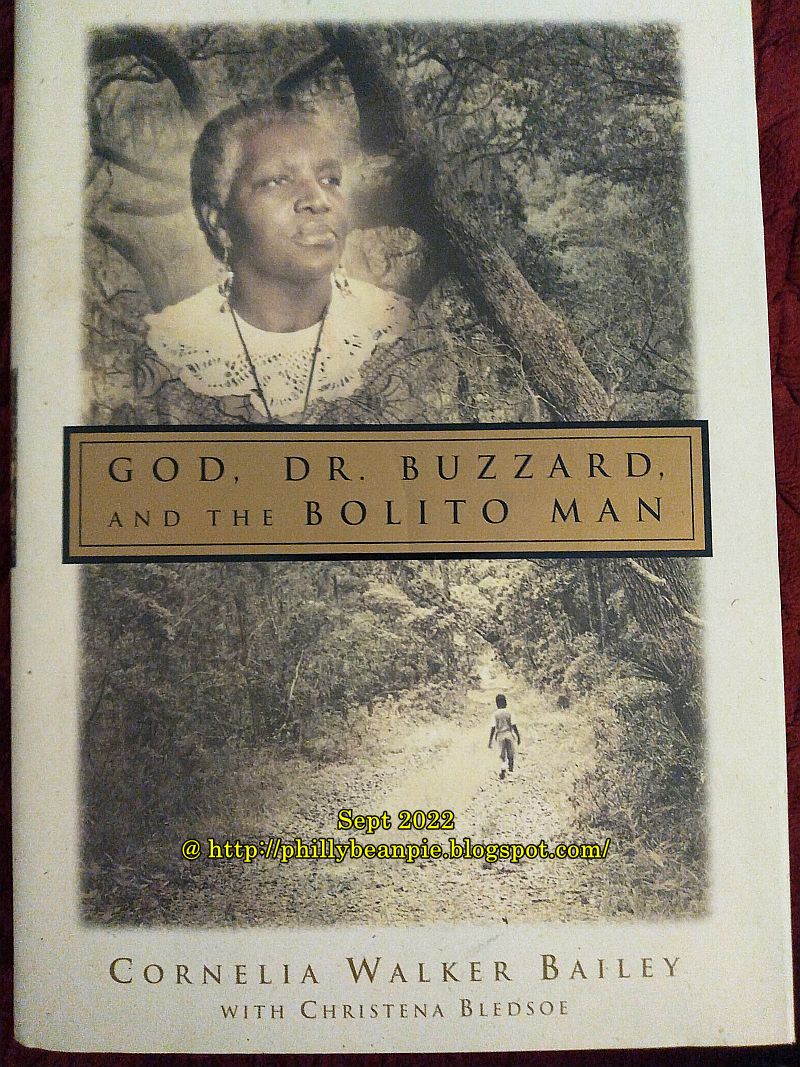 GOD, DR. BUZZARD,
AND THE BOLITO MAN
Sept 2022
@ http://phillybeanpie.blogspot.com/
CORNELIA WALKER BAILEY
WITH CHRISTENA BLEDSOE